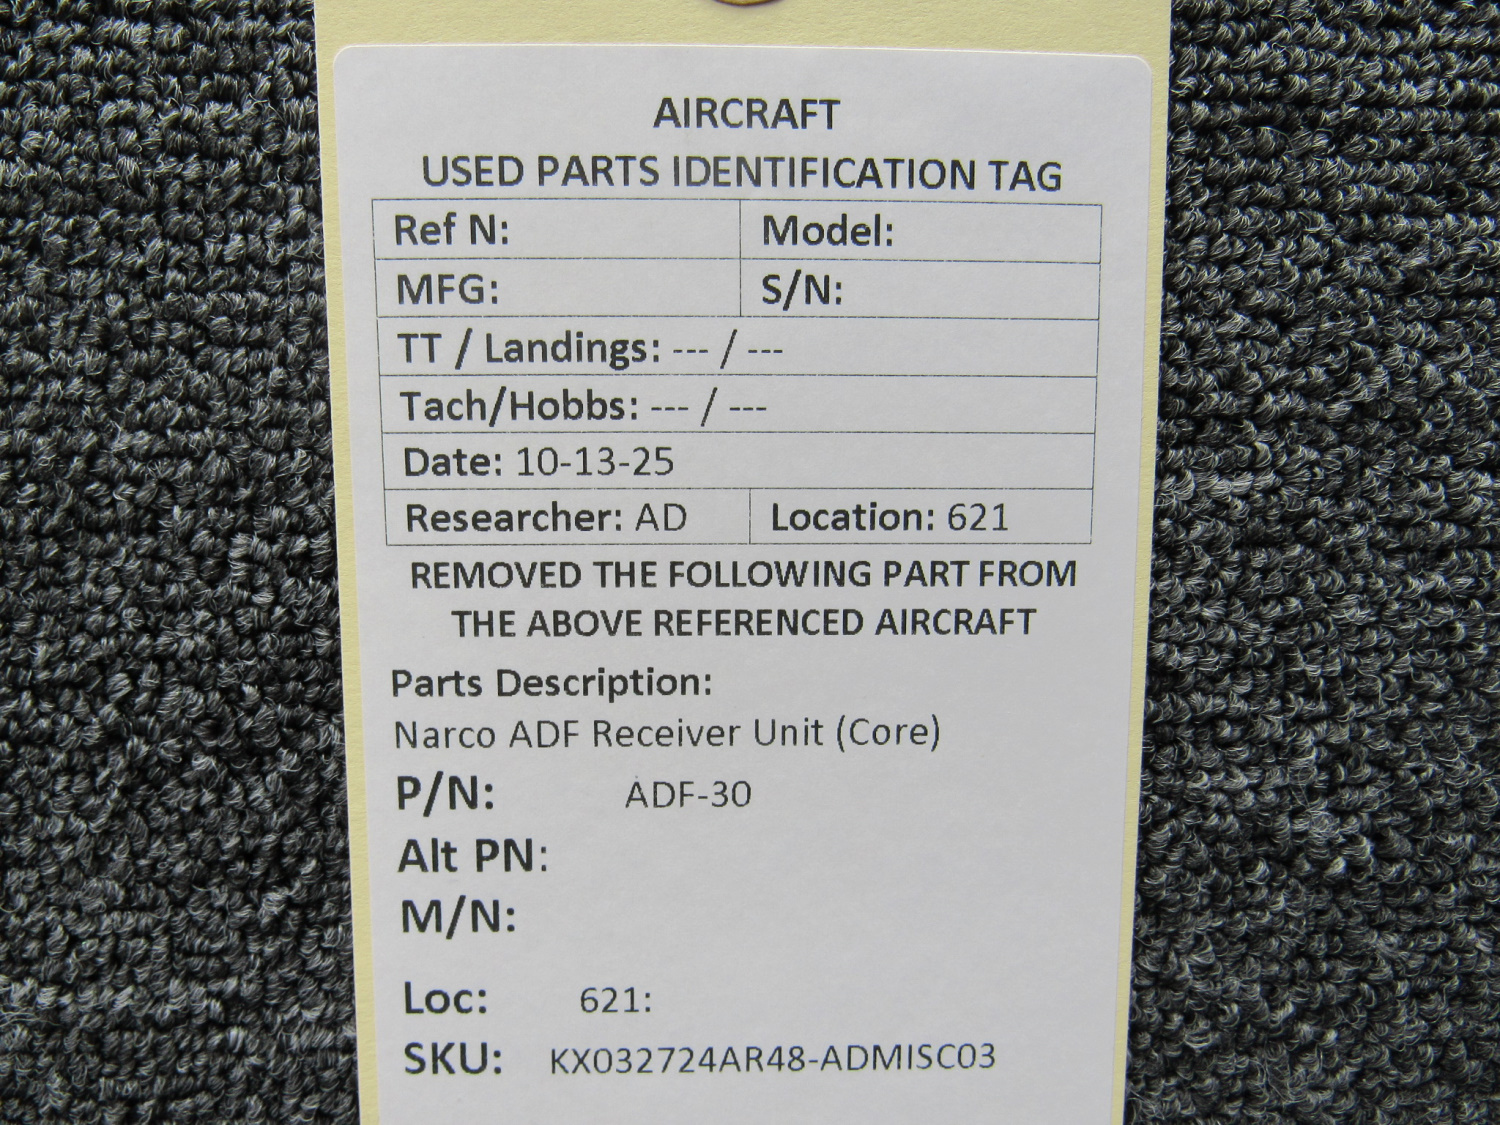 AIRCRAFT
USED PARTS IDENTIFICATION TAG
Ref N: Model:
MFG: S/N:
TT / Landings: --- / ---
Tach/Hobbs: --- / ---
Date: 10-13-25
Researcher: AD Location: 621
REMOVED THE FOLLOWING PART FROM
THE ABOVE REFERENCED AIRCRAFT
Parts Description:
Narco ADF Receiver Unit (Core)
P/N: ADF-30
Alt PN:
M/N:
Loc: 621:
SKU: KX032724AR48-ADMISC03